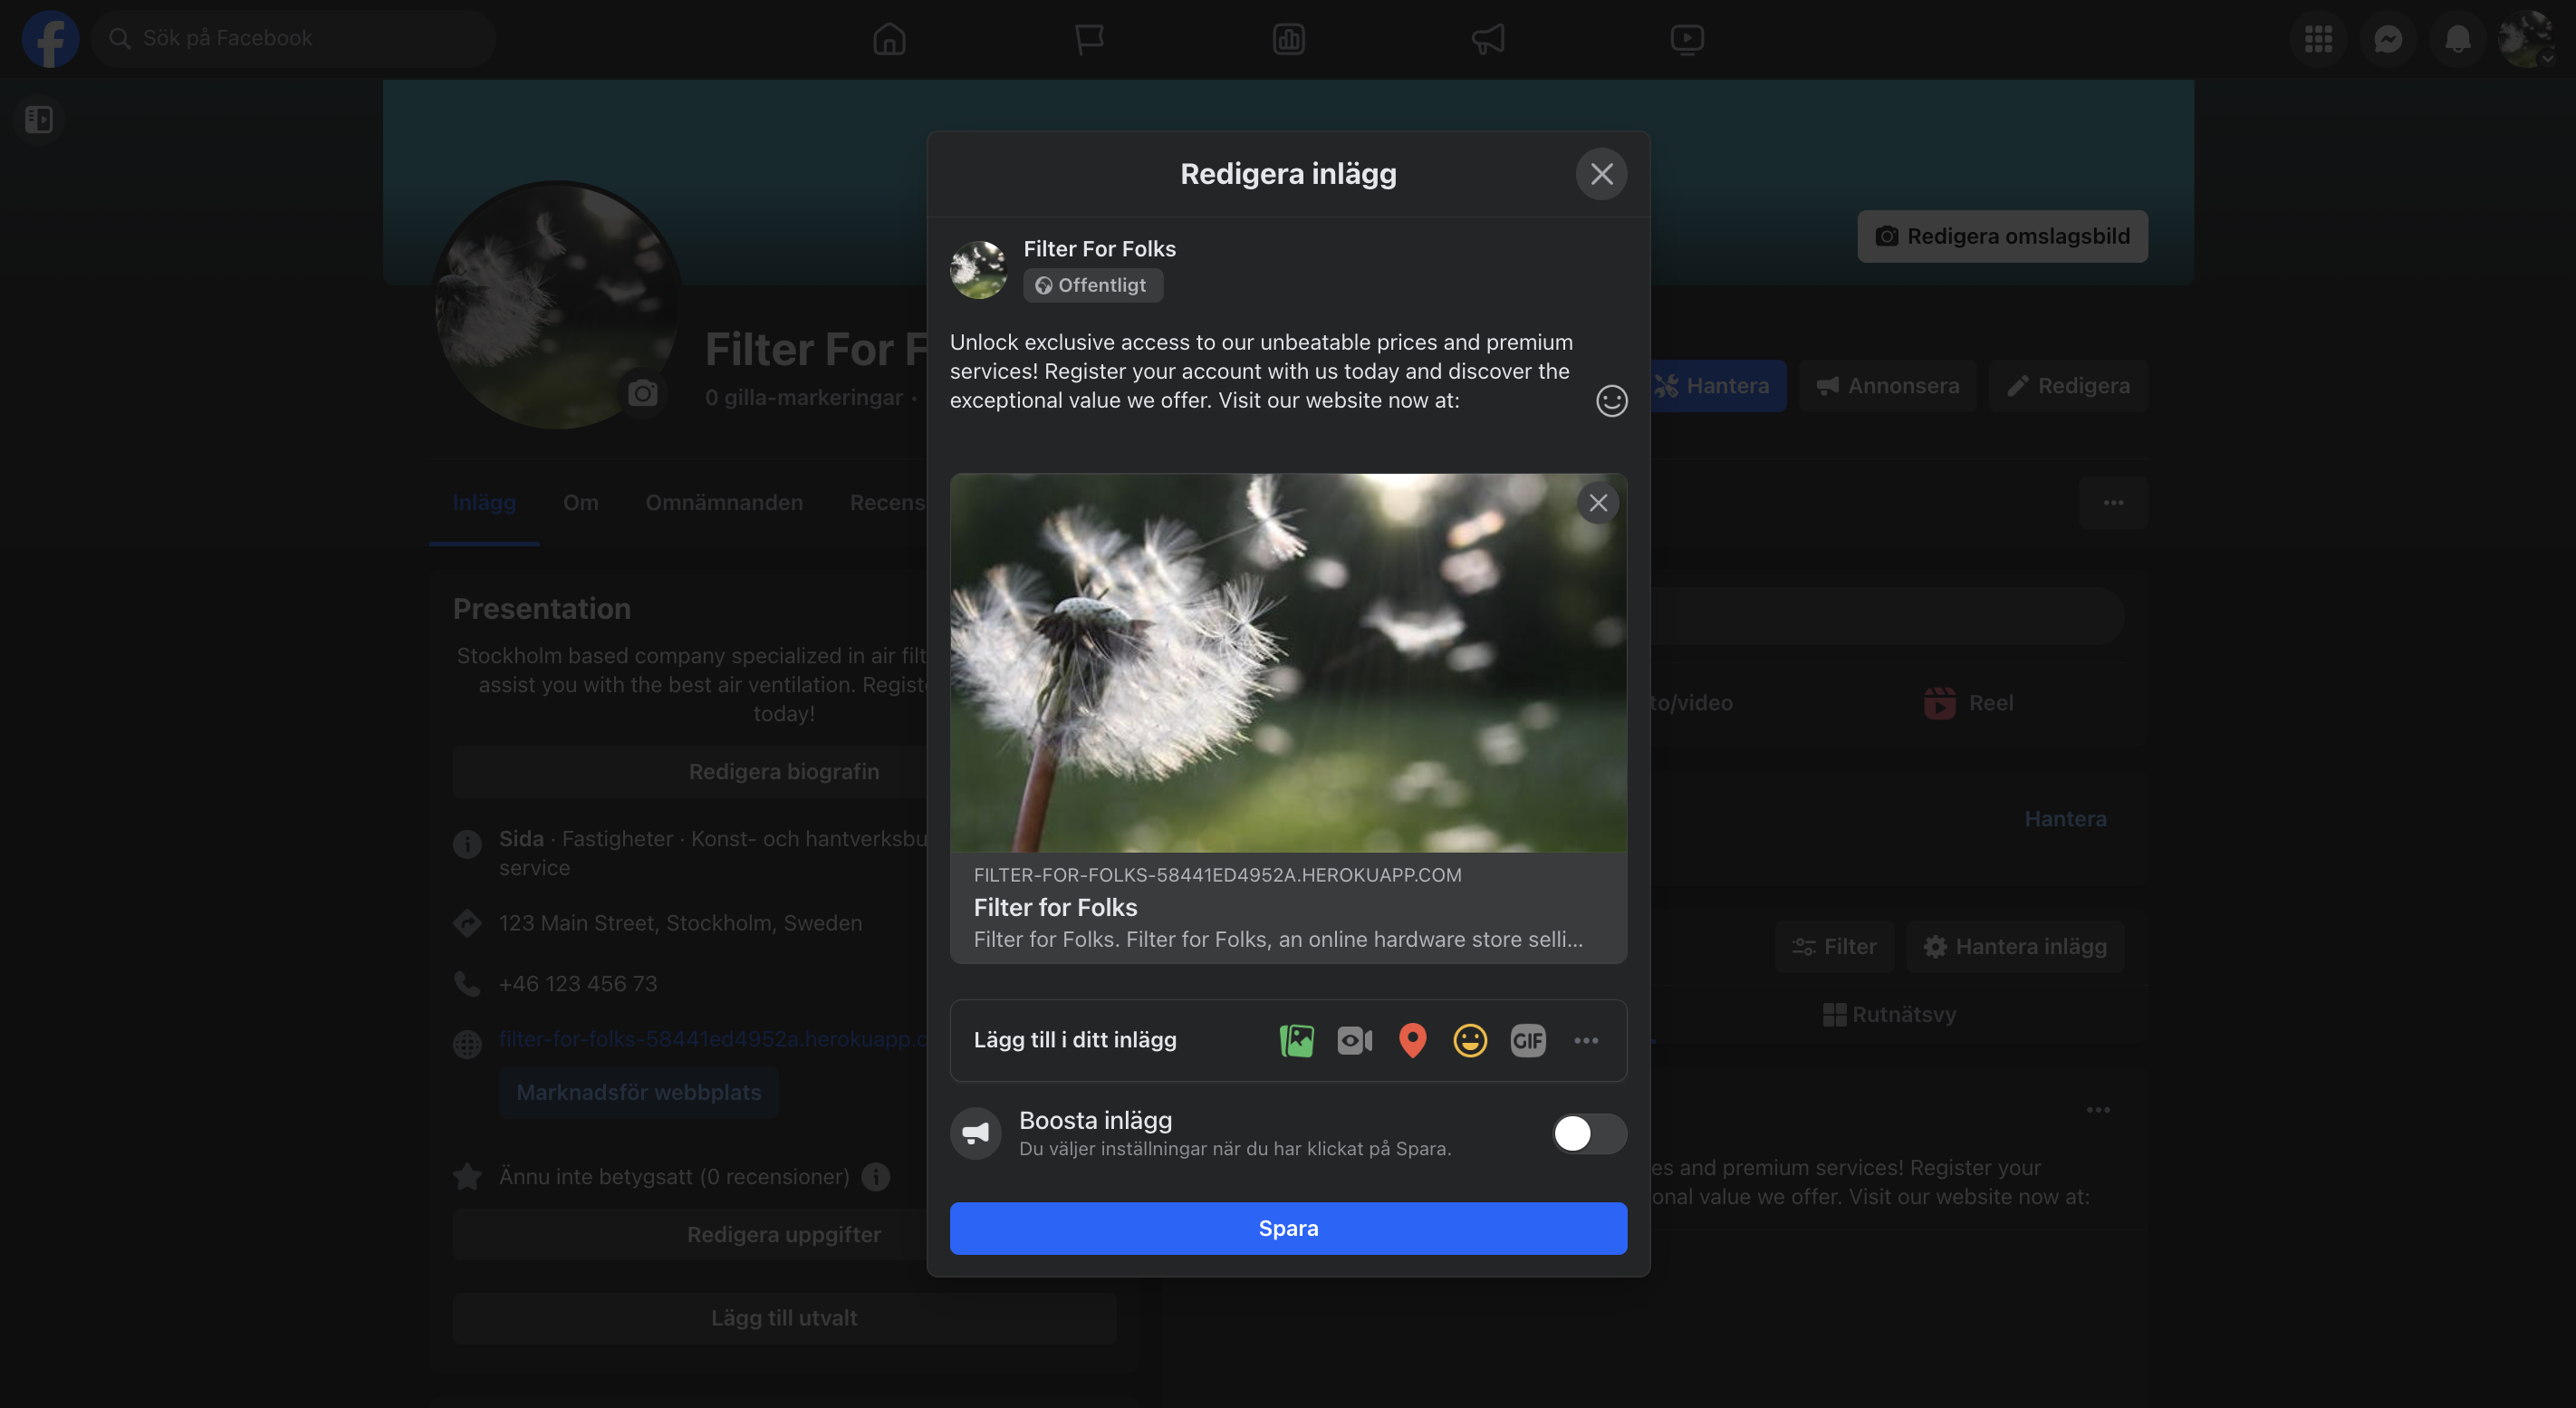 Sök på Facebook
Redigera inlägg
Filter For Folks
Offentligt
Redigera omslagsbild
Unlock exclusive access to our unbeatable prices and premium
services! Register your account with us today and discover the
exceptional value we offer. Visit our website now at:
Filter For F
0 gilla-markeringar ·
Hantera
Annonsera
Redigera
Inlägg
Om
Omnämnanden
Recens
Presentation
Stockholm based company specialized in air filt
assist you with the best air ventilation. Regist
today!
Redigera biografin
Sida · Fastigheter · Konst- och hantverksbu
service
123 Main Street, Stockholm, Sweden
+46 123 456 73
filter-for-folks-58441ed4952a.herokuapp.c
Marknadsför webbplats
Ännu inte betygsatt (0 recensioner)
Redigera uppgifter
Lägg till utvalt
FILTER-FOR-FOLKS-58441ED4952A.HEROKUAPP.COM
Filter for Folks
Filter for Folks. Filter for Folks, an online hardware store selli...
Lägg till i ditt inlägg
GIF
Boosta inlägg
Du väljer inställningar när du har klickat på Spara.
Spara
to/video
Reel
Hantera
Filter
Hantera inlägg
Rutnätsvy
es and premium services! Register your
onal value we offer. Visit our website now at: